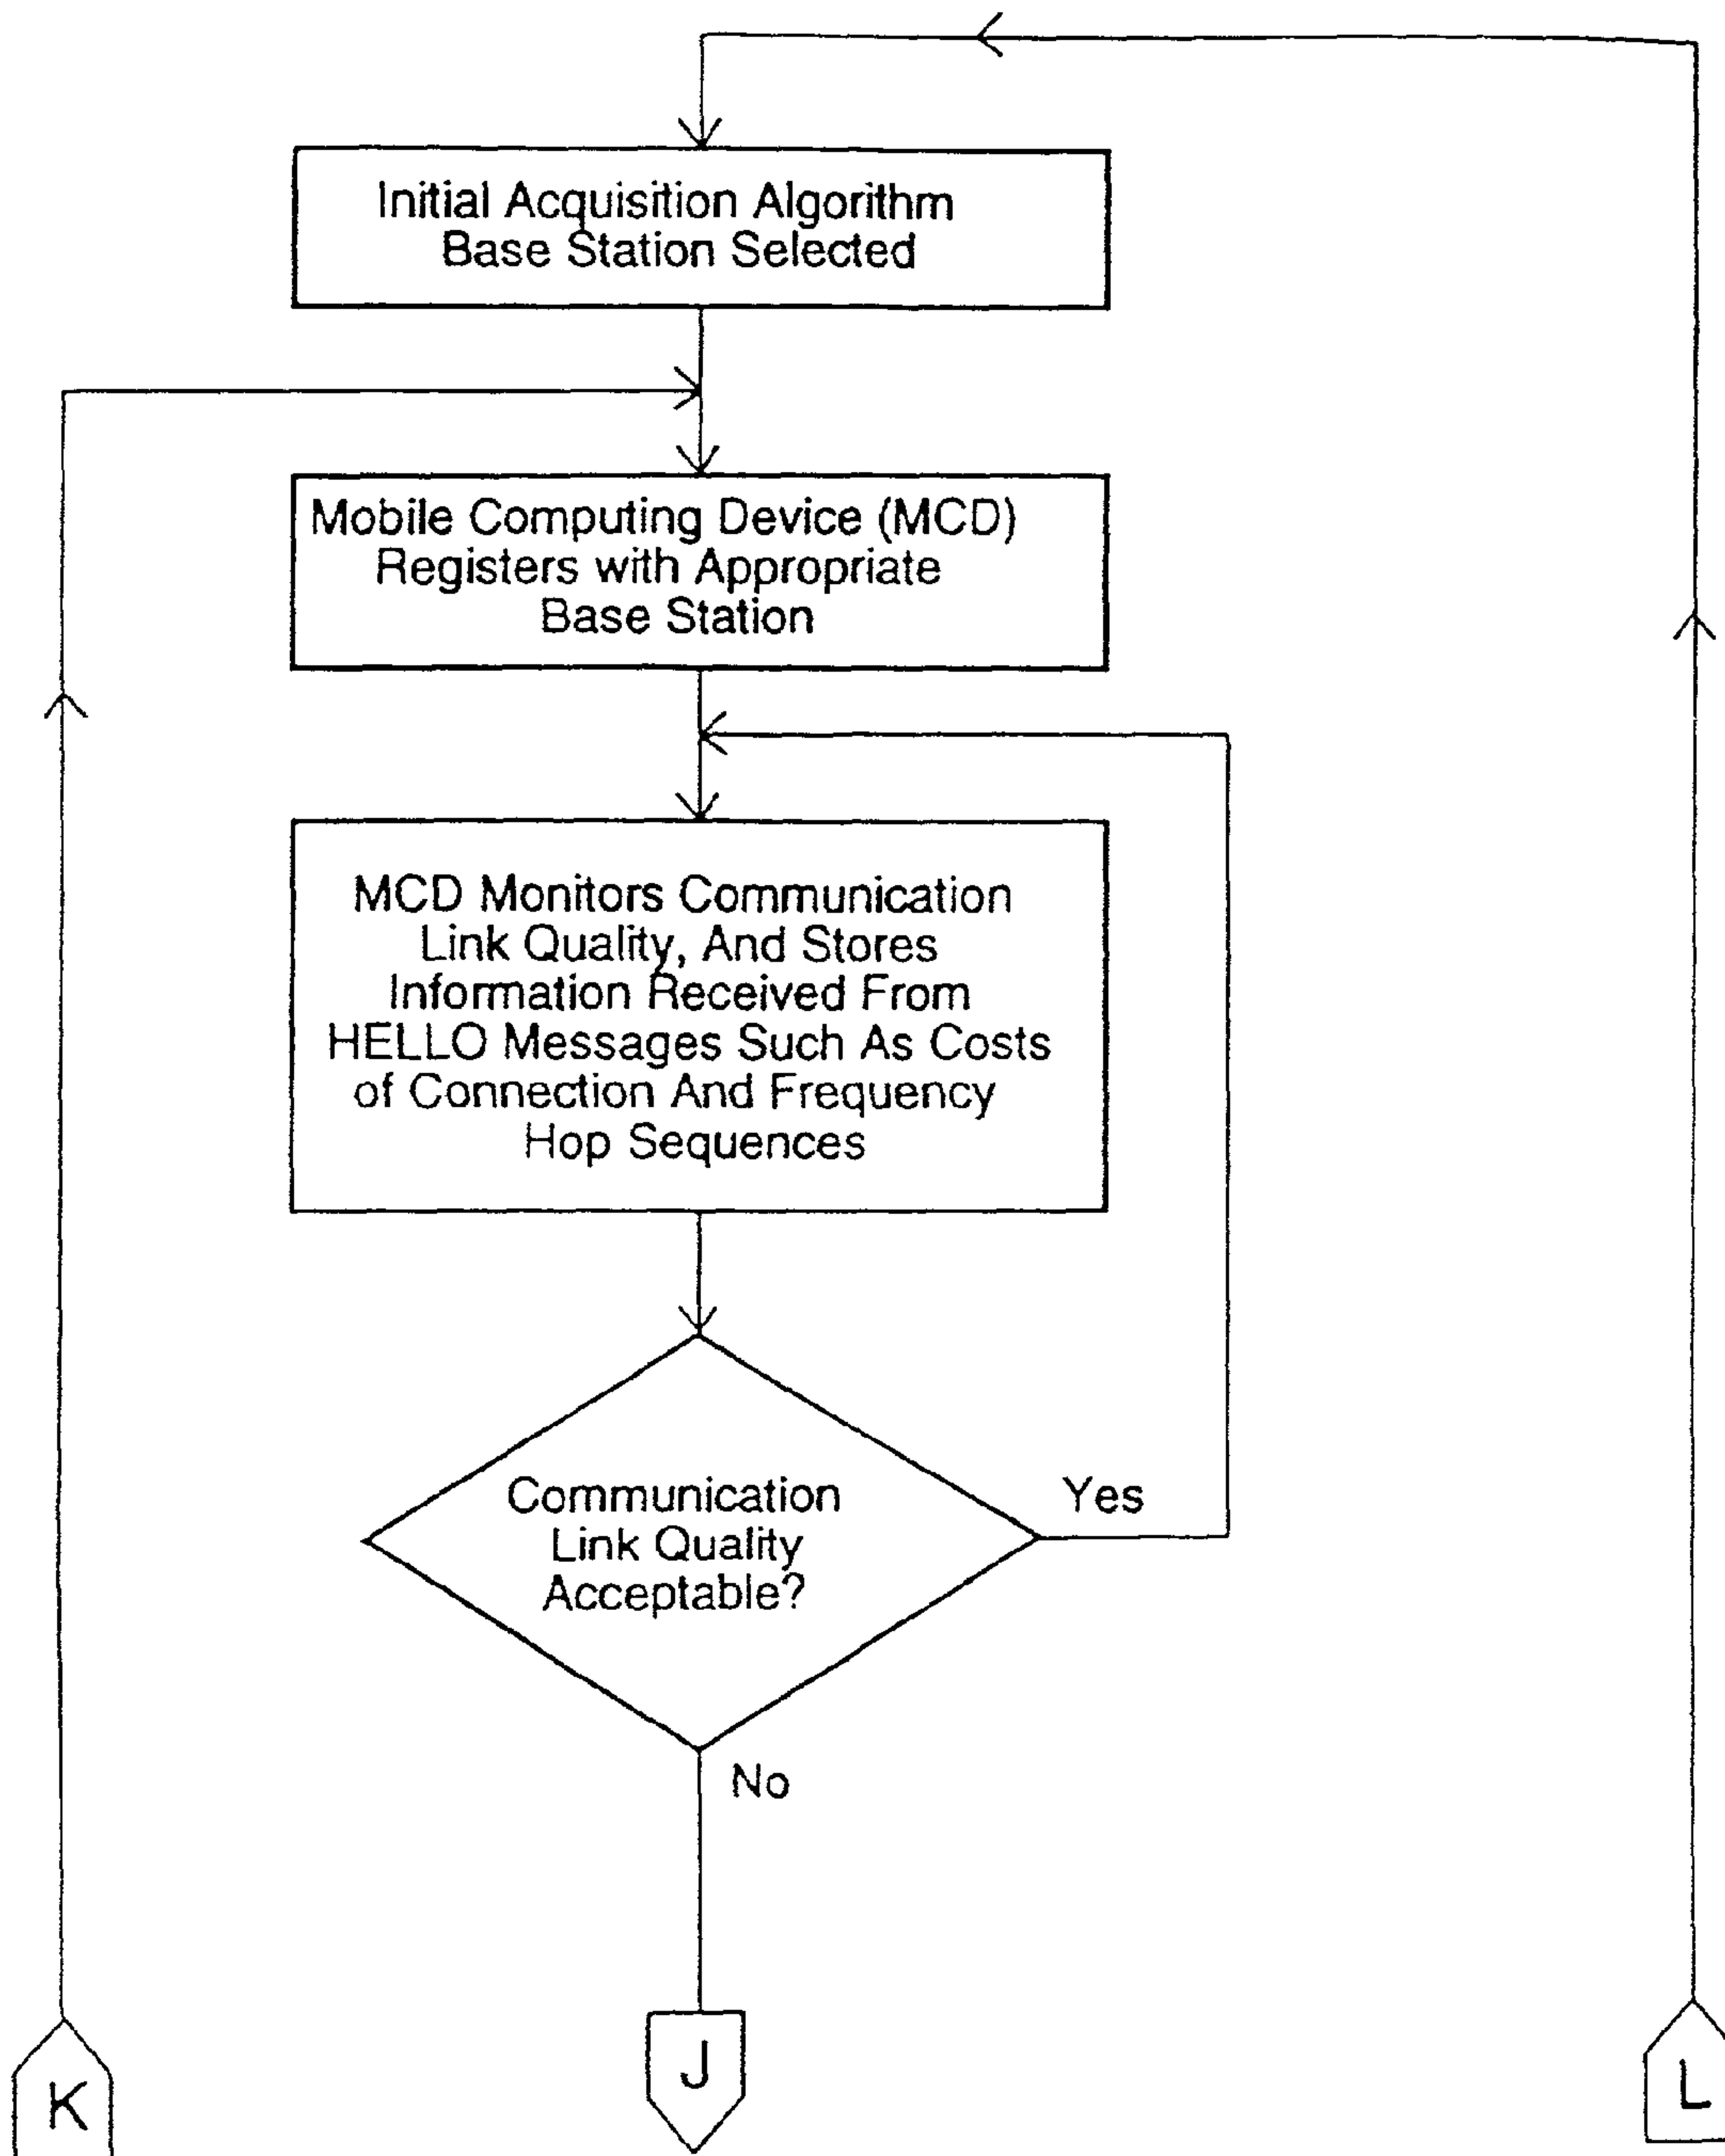 Initial Acquisition Algorithm
Base Station Selected
Mobile Computing Device (MCD)
Registers with Appropriate
Base Station
MCD Monitors Communication
Link Quality, And Stores
Information Received From
HELLO Messages Such As Costs
of Connection And Frequency
Hop Sequences
Communication
Link Quality
Acceptable?
Yes
No
K
J
L